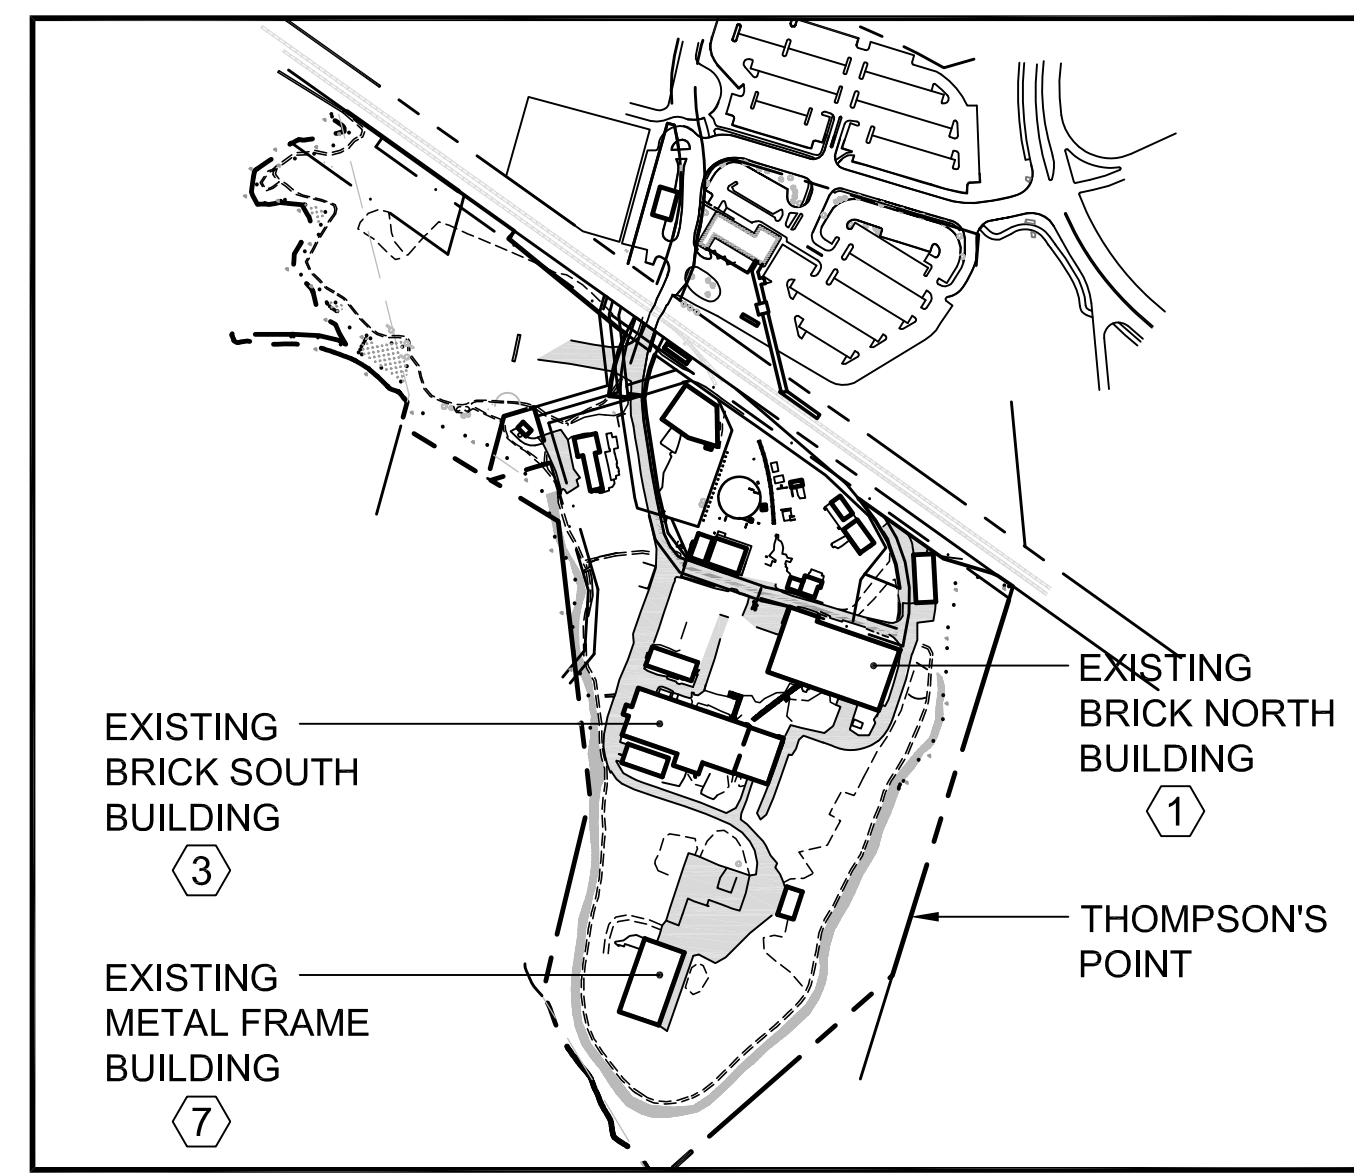 EXISTING
BRICK NORTH
BUILDING
1
EXISTING
BRICK SOUTH
BUILDING
3
THOMPSON'S
POINT
EXISTING
METAL FRAME
BUILDING
7